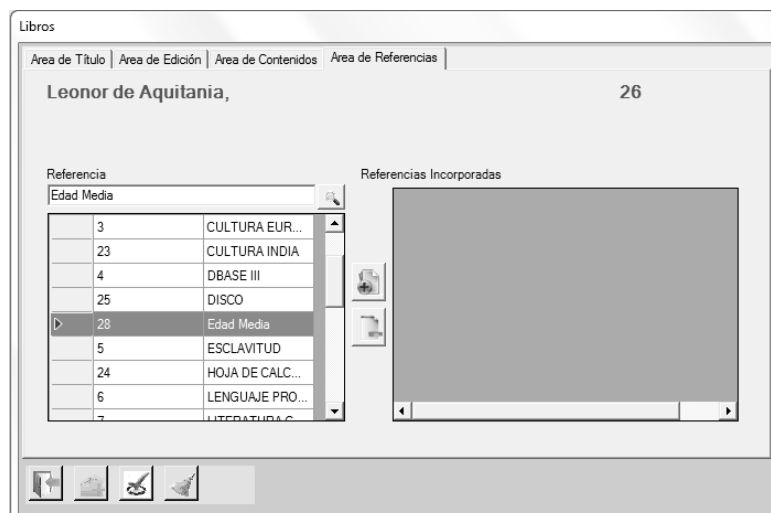 Libros
Area de Título Area de Edición Area de Contenidos Area de Referencias
Leonor de Aquitania, 26
Referencia Referencias Incorporadas
Edad Media
3 CULTURA EUR...
23 CULTURA INDIA
4 DBASE III
25 DISCO
28 Edad Media
5 ESCLAVITUD
24 HOJA DE CALC...
6 LENGUAJE PRO...